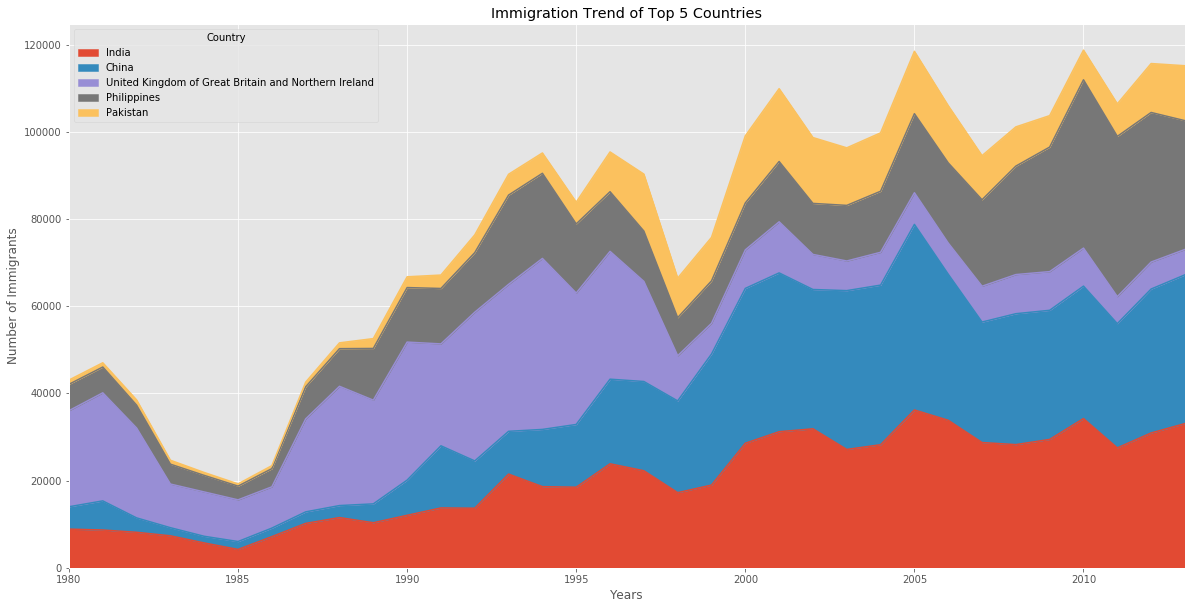 Immigration Trend of Top 5 Countries
Country
India
China
United Kingdom of Great Britain and Northern Ireland
Philippines
Pakistan
Number of Immigrants
120000
100000
80000
60000
40000
20000
0
1980 1985 1990 1995 2000 2005 2010
Years